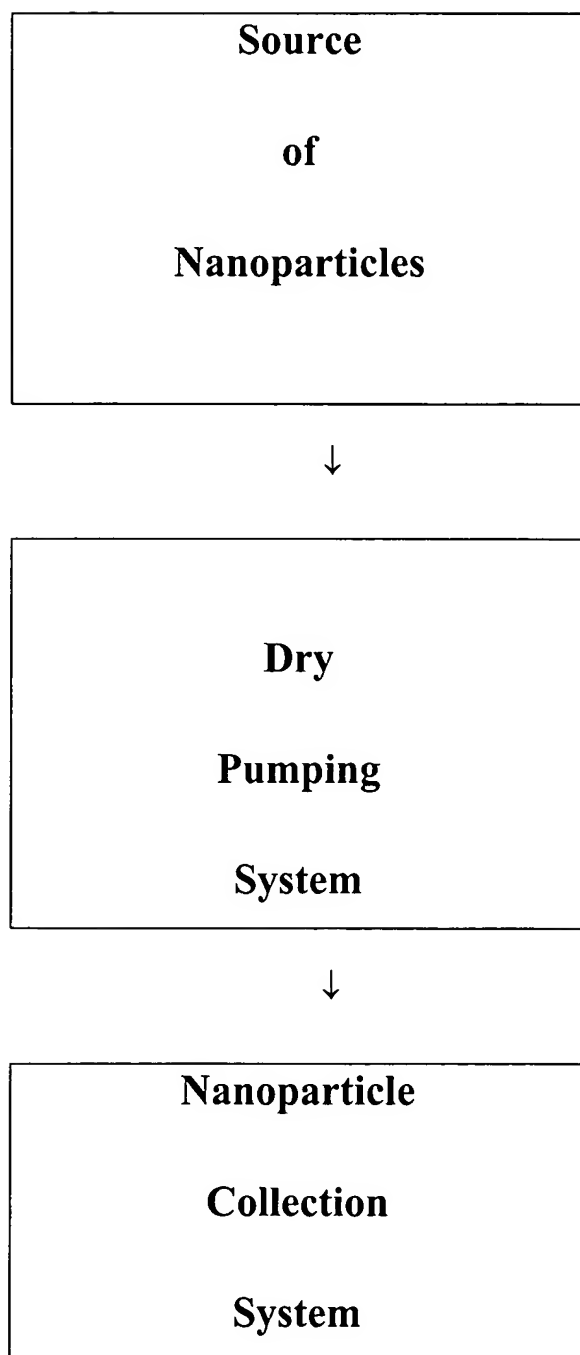 Source
of
Nanoparticles
↓
Dry
Pumping
System
↓
Nanoparticle
Collection
System